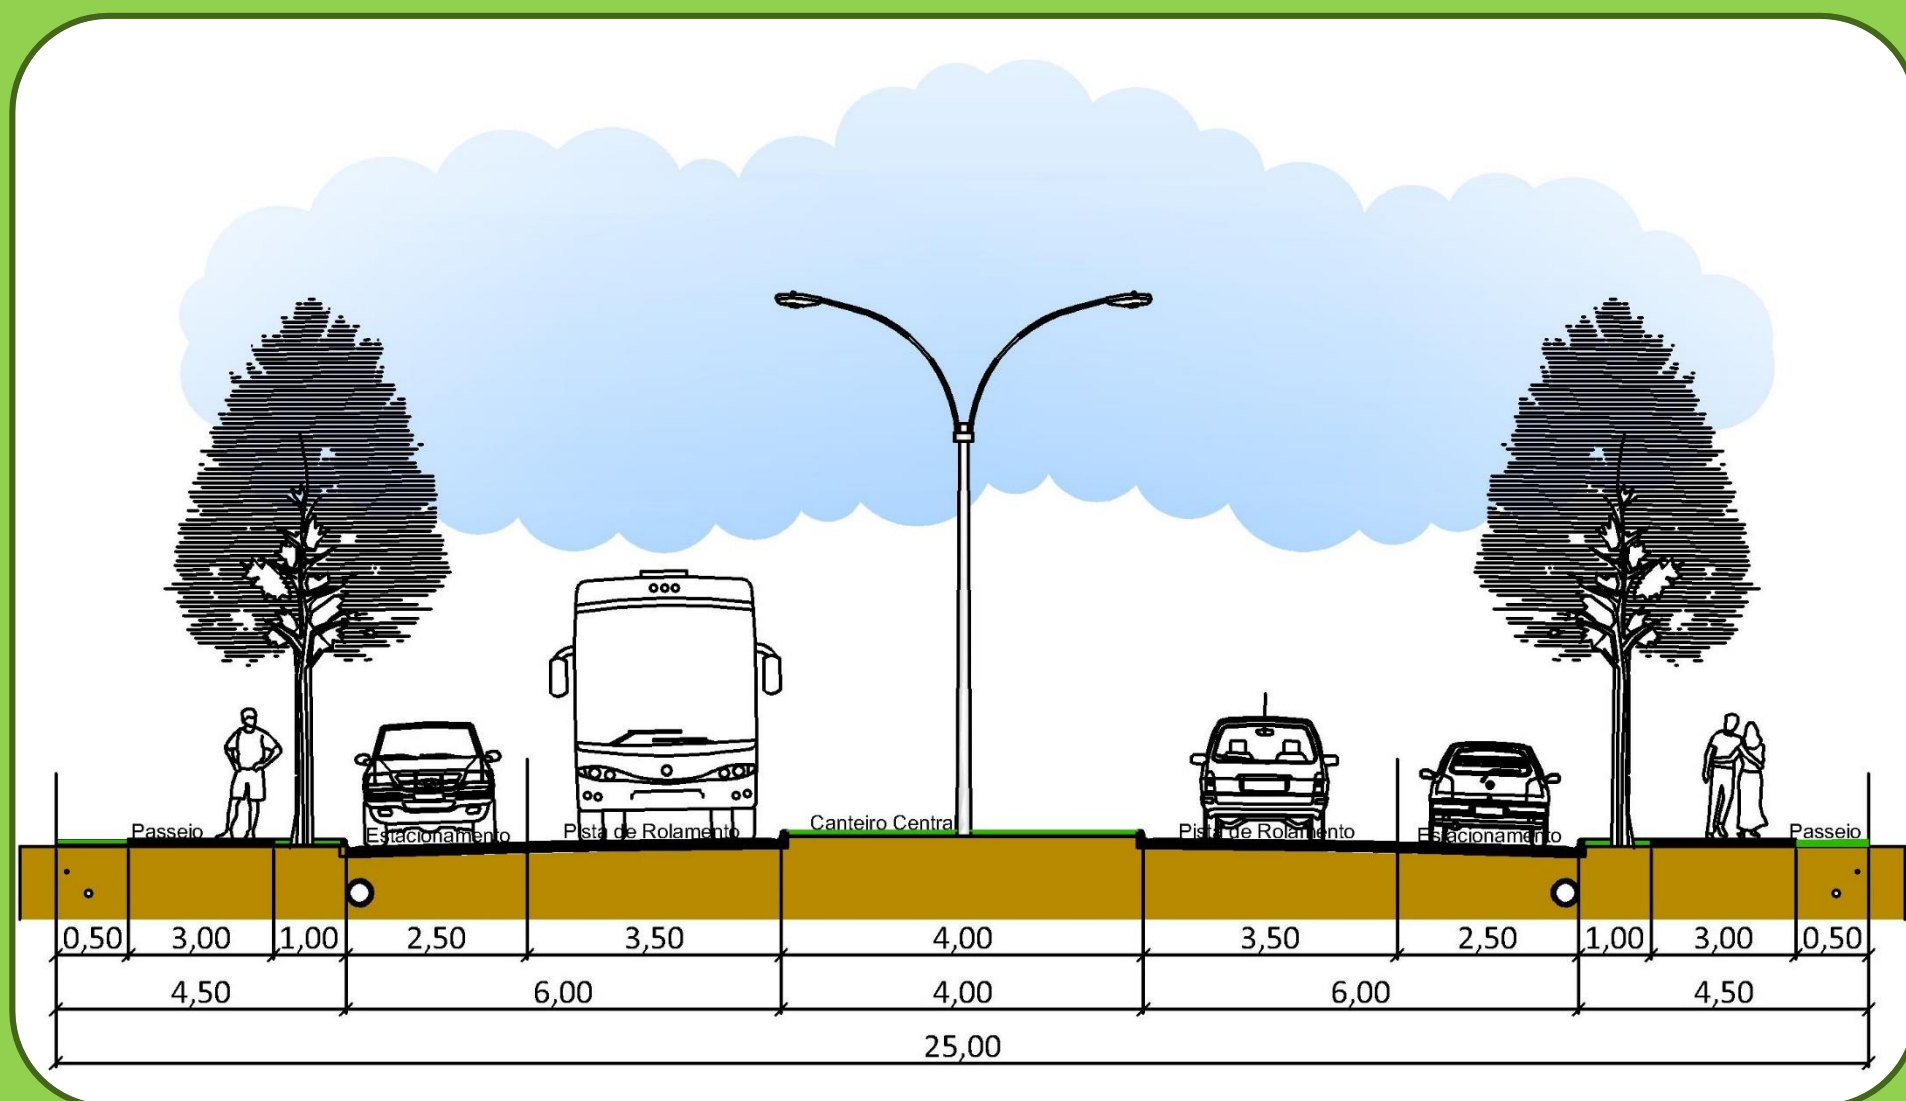 Passeio
Estacionamento
Pista de Rolamento
Canteiro Central
Pista de Rolamento
Estacionamento
Passeio
0,50 3,00 1,00 2,50 3,50 4,00 3,50 2,50 1,00 3,00 0,50
4,50 6,00 4,00 6,00 4,50
25,00